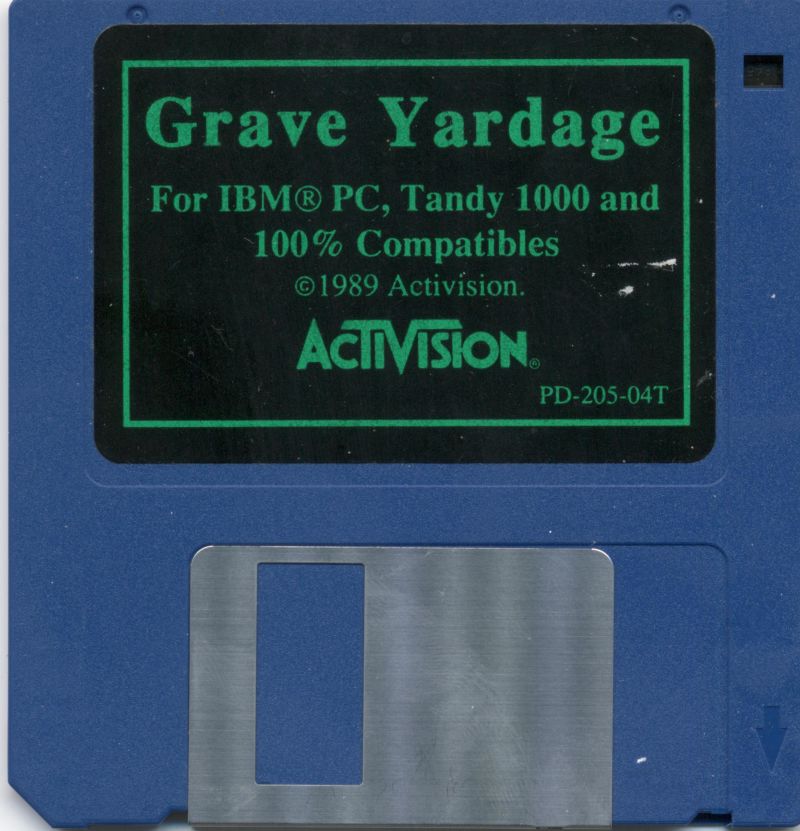 Grave Yardage
For IBM® PC, Tandy 1000 and
100% Compatibles
©1989 Activision.
ACTIVISION®
PD-205-04T